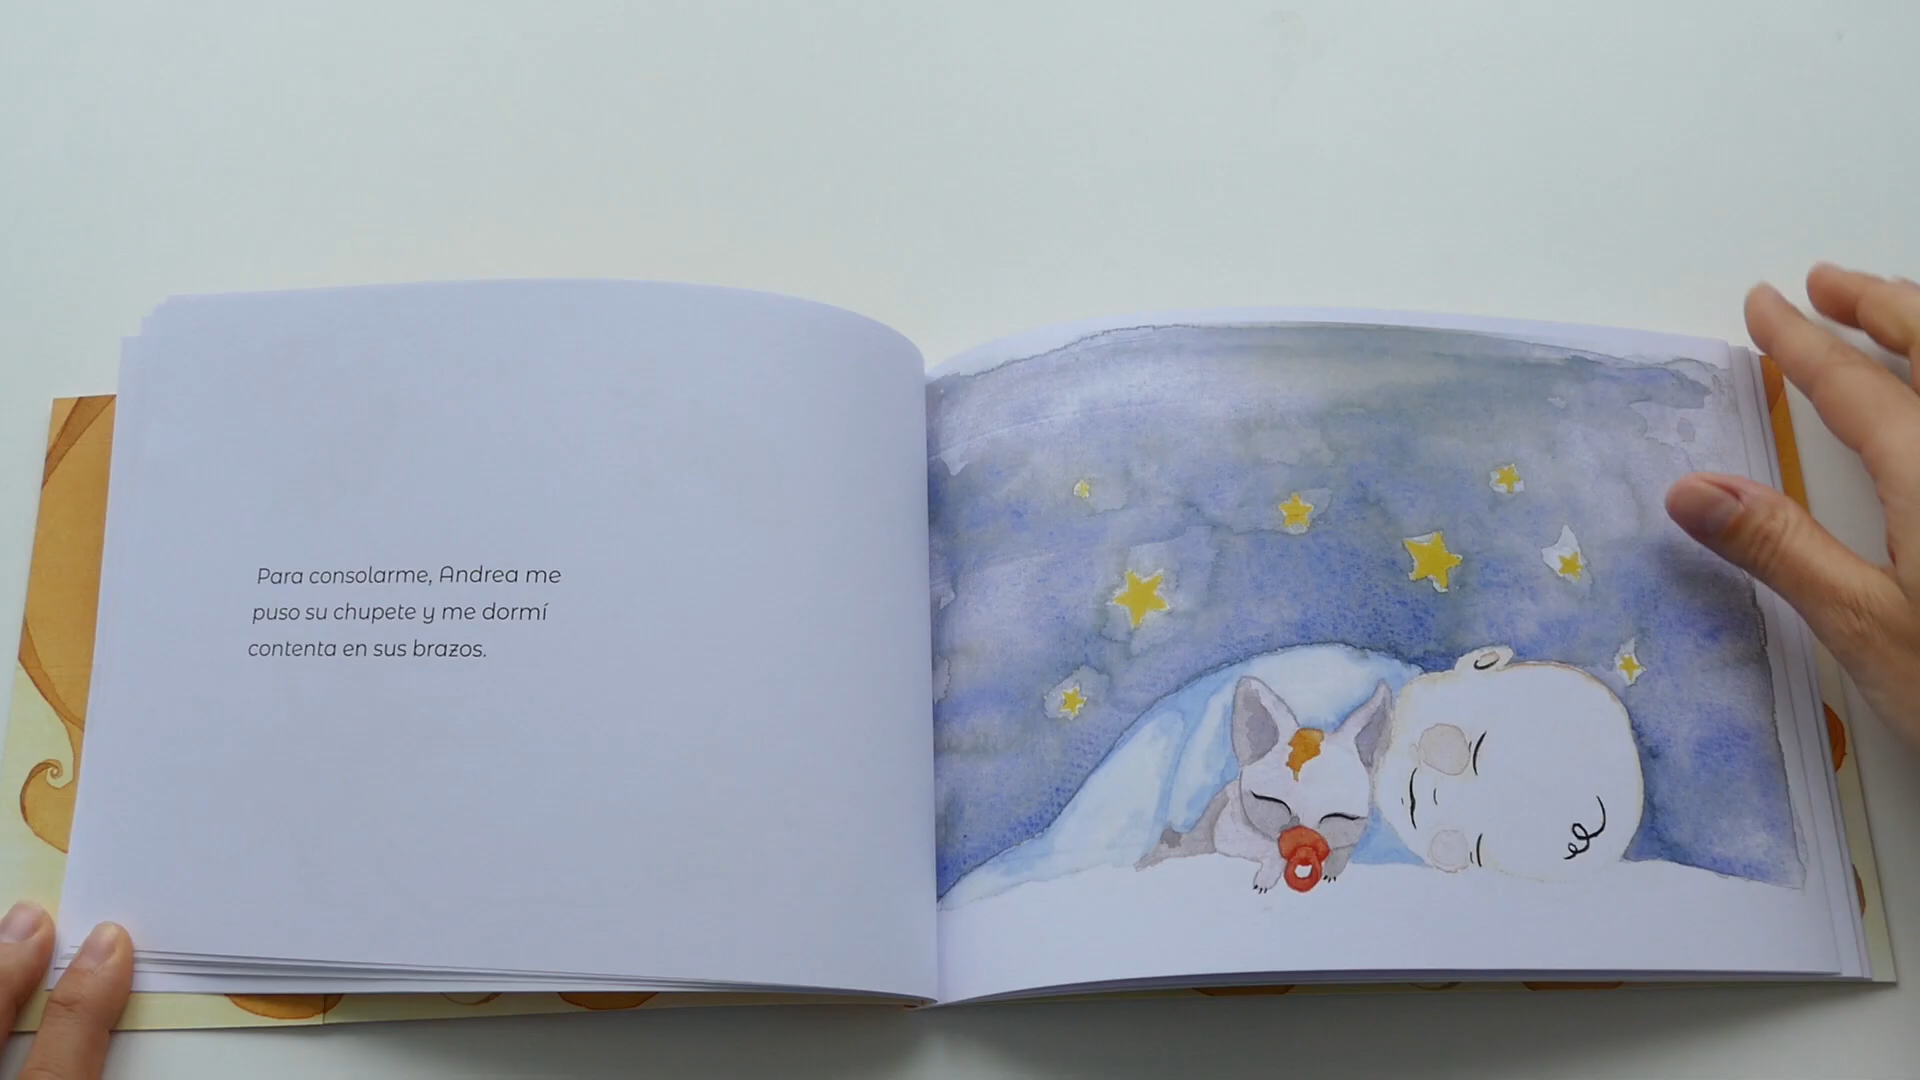 Para consolarme, Andrea me
puso su chupete y me dormí
contenta en sus brazos.